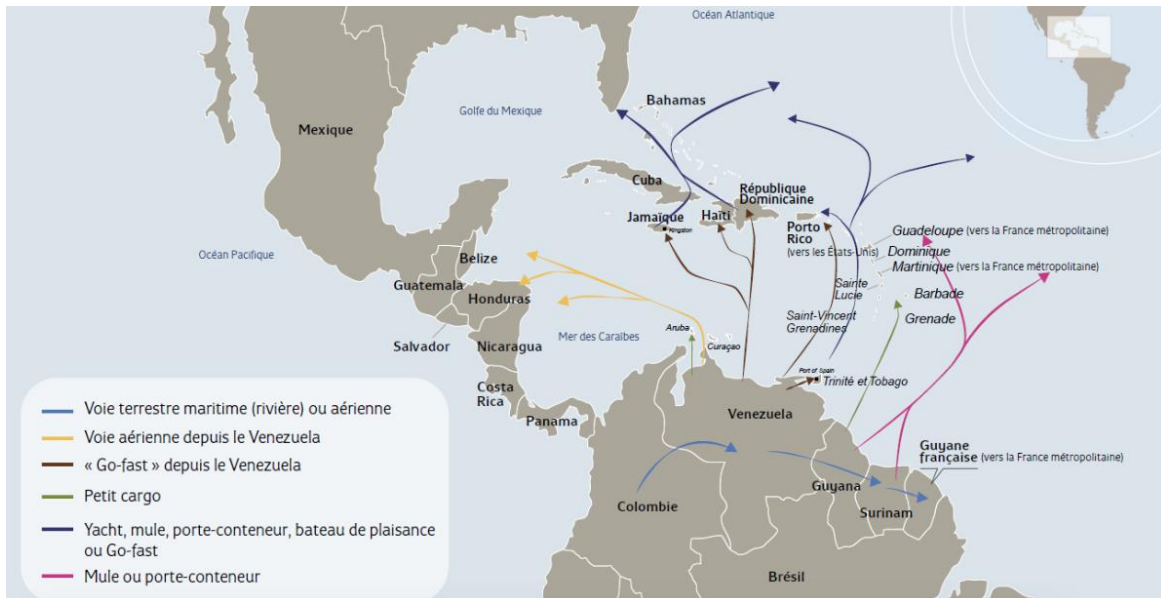 Océan Atlantique
Golfe du Mexique
Bahamas
Mexique
Cuba
République
Dominicaine
Jamaïque
Kingston
Haïti
Porto
Rico
(vers les États-Unis)
Guadeloupe (vers la France métropolitaine)
Dominique
Martinique (vers la France métropolitaine)
Océan Pacifique
Belize
Sainte
Lucie
Barbade
Guatemala
Honduras
Saint-Vincent
Grenadines
Grenade
Mer des Caraïbes
Aruba
Curaçao
Salvador
Nicaragua
Port of Spain
Trinité et Tobago
Costa
Rica
Panama
Venezuela
Guyane
française (vers la France métropolitaine)
Guyana
Colombie
Surinam
Brésil
Voie terrestre maritime (rivière) ou aérienne
Voie aérienne depuis le Venezuela
« Go-fast » depuis le Venezuela
Petit cargo
Yacht, mule, porte-conteneur, bateau de plaisance
ou Go-fast
Mule ou porte-conteneur